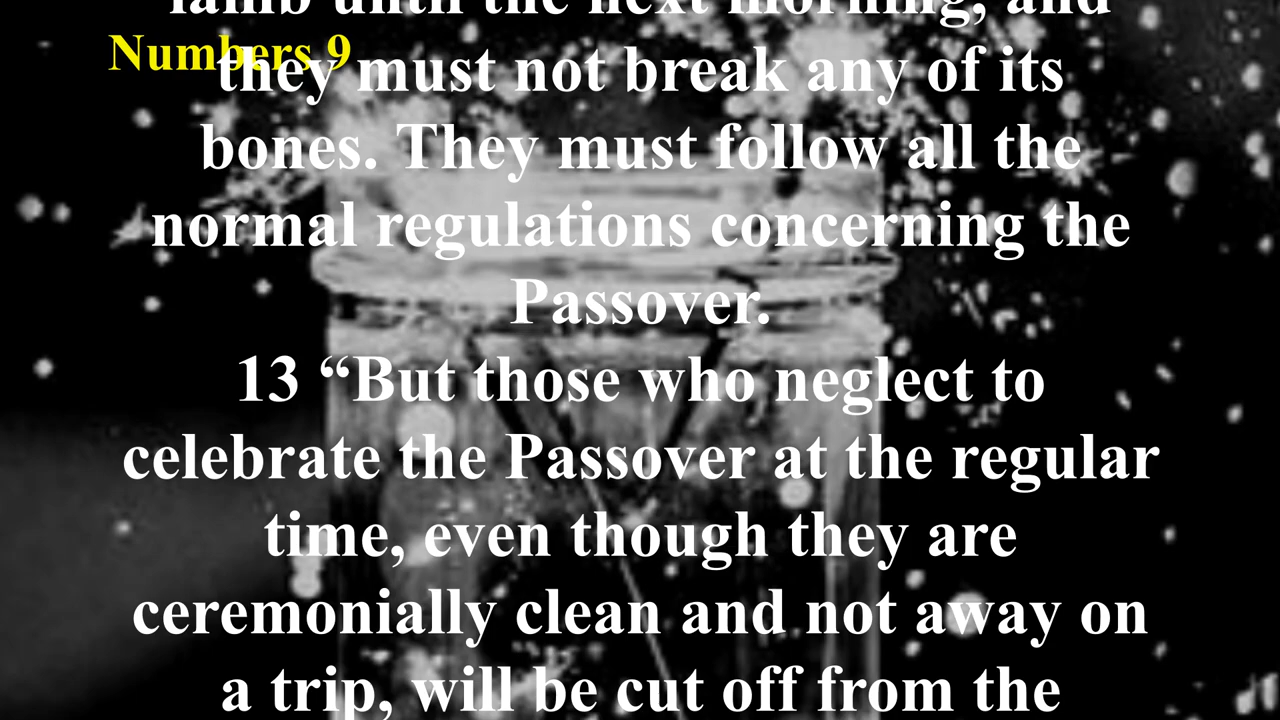 lamb until the next morning, and
Numbers 9
they must not break any of its
bones. They must follow all the
normal regulations concerning the
Passover.
13 “But those who neglect to
celebrate the Passover at the regular
time, even though they are
ceremonially clean and not away on
a trip, will be cut off from the